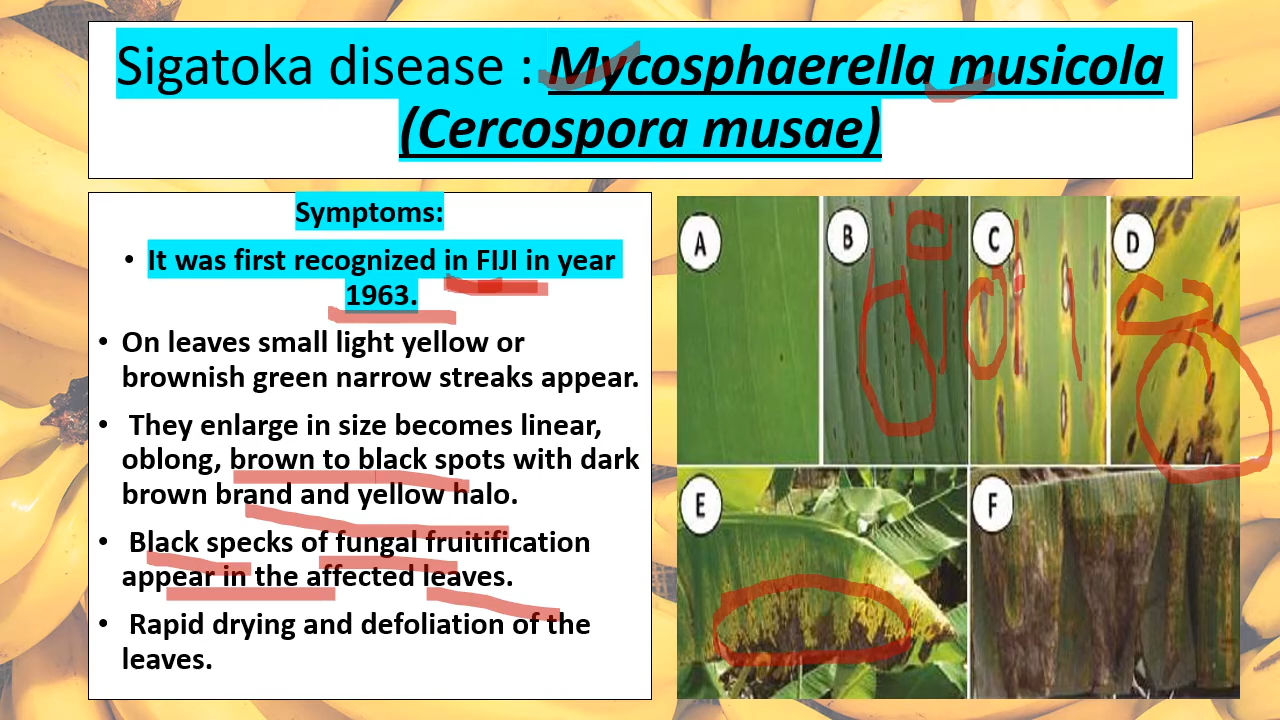 Sigatoka disease : Mycosphaerella musicola
(Cercospora musae)
Symptoms:
• It was first recognized in FIJI in year
1963.
• On leaves small light yellow or
brownish green narrow streaks appear.
• They enlarge in size becomes linear,
oblong, brown to black spots with dark
brown brand and yellow halo.
• Black specks of fungal fruitification
appear in the affected leaves.
• Rapid drying and defoliation of the
leaves.
A
B
C
D
E
F